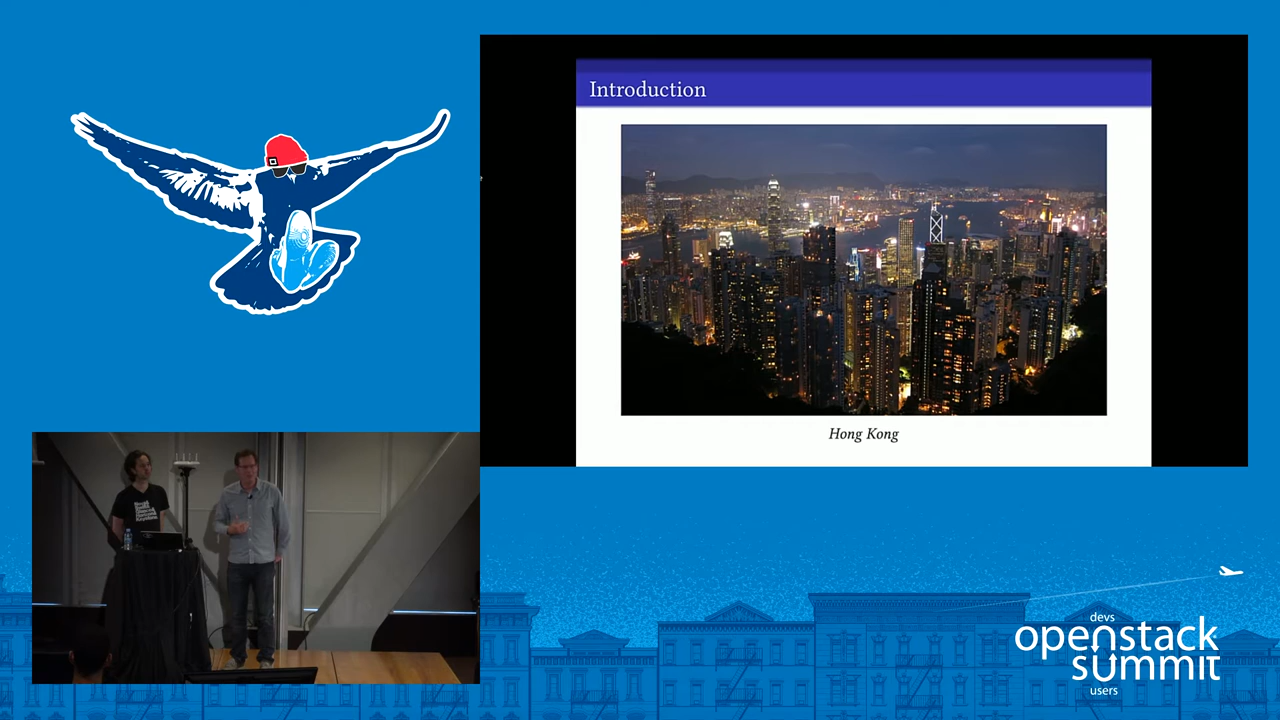 Introduction
Hong Kong
devs
openstack
summit
users